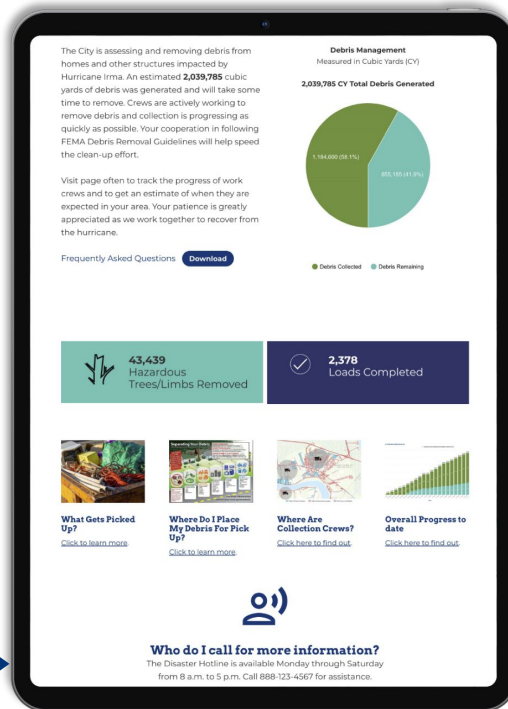 The City is assessing and removing debris from
homes and other structures impacted by
Hurricane Irma. An estimated 2,039,785 cubic
yards of debris was generated and will take some
time to remove. Crews are actively working to
remove debris and collection is progressing as
quickly as possible. Your cooperation in following
FEMA Debris Removal Guidelines will help speed
the clean-up effort.
Visit page often to track the progress of work
crews and to get an estimate of when they are
expected in your area. Your patience is greatly
appreciated as we work together to recover from
the hurricane.
Frequently Asked Questions Download
Debris Management
Measured in Cubic Yards (CY)
2,039,785 CY Total Debris Generated
Debris Collected Debris Remaining
43,439
Hazardous
Trees/Limbs Removed
2,378
Loads Completed
What Gets Picked
Up?
Click to learn more.
Where Do I Place
My Debris For Pick
Up?
Click to learn more.
Where Are
Collection Crews?
Click here to find out.
Overall Progress to
date
Click here to find out.
Who do I call for more information?
The Disaster Hotline is available Monday through Saturday
from 8 a.m. to 5 p.m. Call 888-123-4567 for assistance.